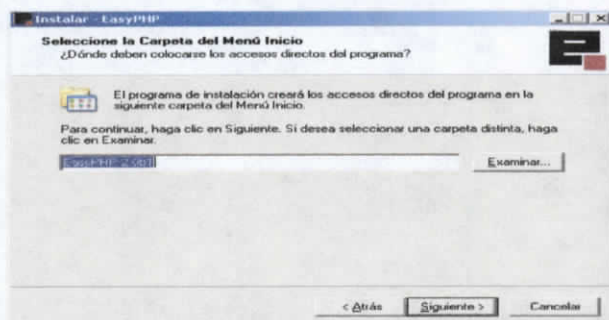 Instalar - EasyPHP
Seleccione la Carpeta del Menú Inicio
¿Dónde deben colocarse los accesos directos del programa?
El programa de instalación creará los accesos directos del programa en la
siguiente carpeta del Menú Inicio.
Para continuar, haga clic en Siguiente. Si desea seleccionar una carpeta distinta, haga
clic en Examinar.
EasyPHP 2.0b1
Examinar...
< Atrás
Siguiente >
Cancelar